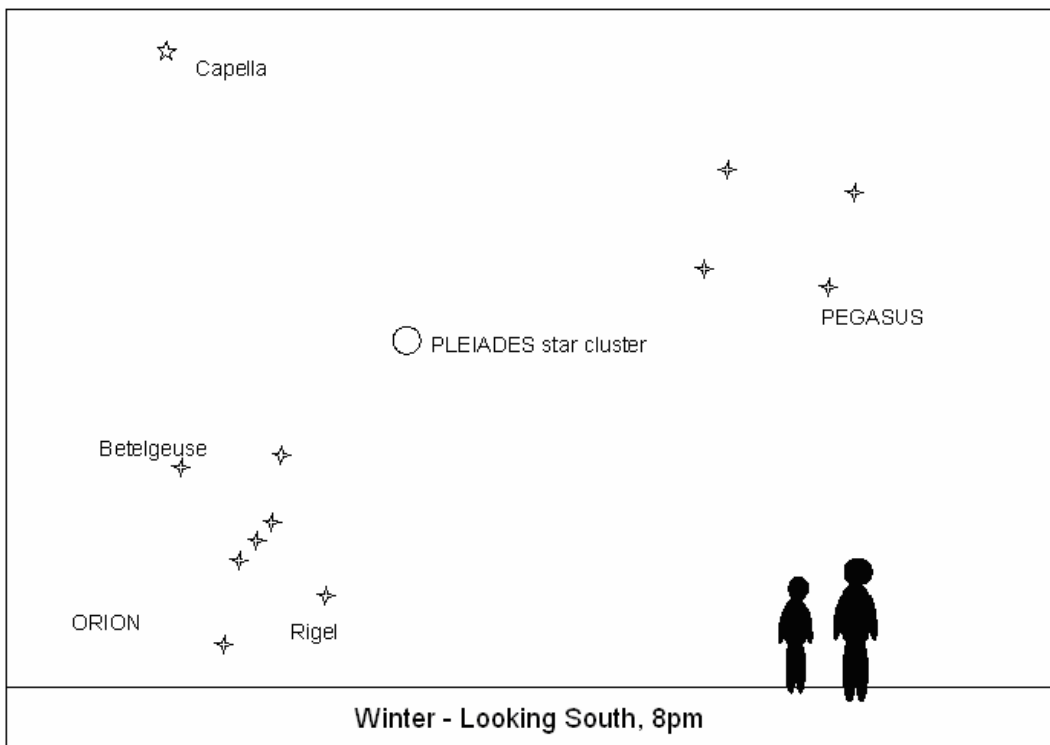 Capella
PEGASUS
PLEIADES star cluster
Betelgeuse
ORION
Rigel
Winter - Looking South, 8pm